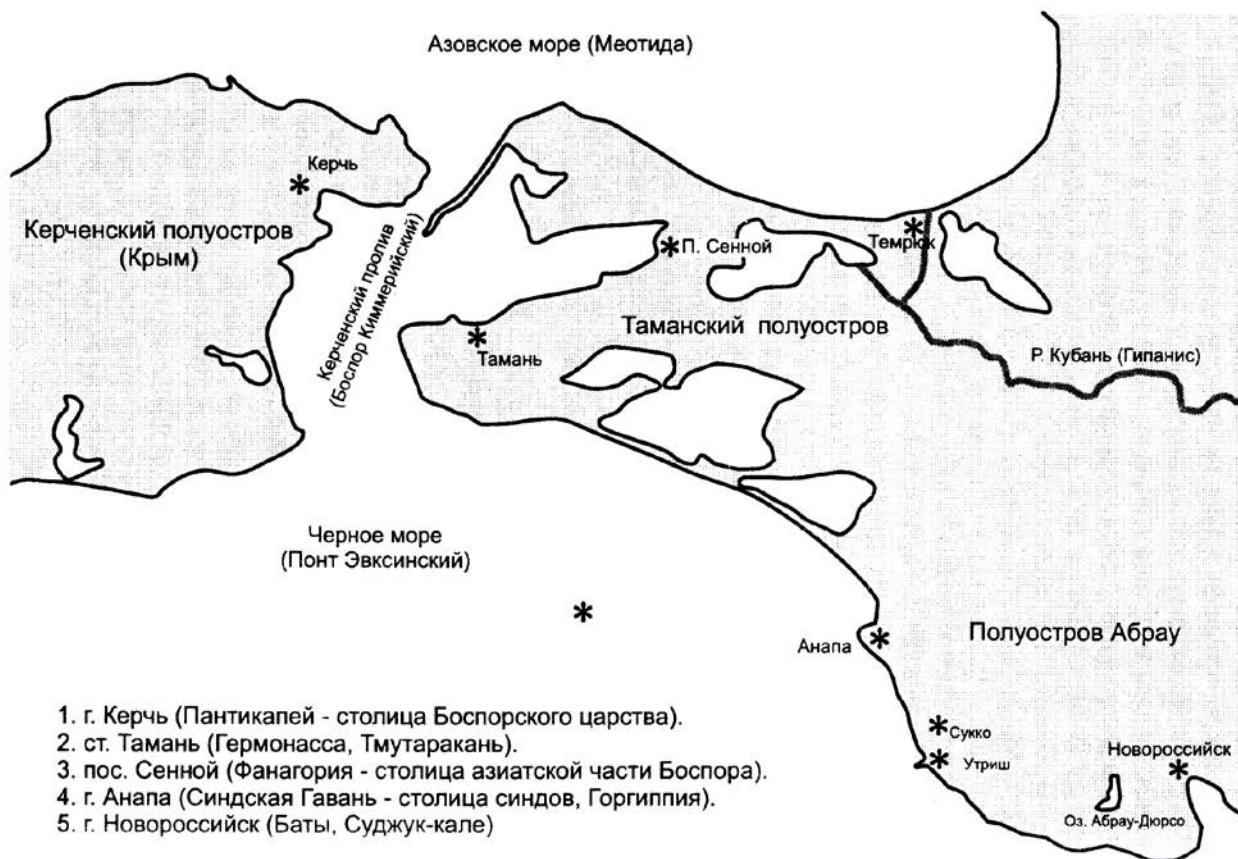 Азовское море (Меотида)
Керчь
Керченский полуостров
(Крым)
Керченский пролив
(Боспор Киммерийский)
П. Сенной
Темрюк
Таманский полуостров
Тамань
Р. Кубань (Гипанис)
Черное море
(Понт Эвксинский)
Анапа
Полуостров Абрау
Сукко
Утриш
Новороссийск
Оз. Абрау-Дюрсо
1. г. Керчь (Пантикапей - столица Боспорского царства).
2. ст. Тамань (Гермонасса, Тмутаракань).
3. пос. Сенной (Фанагория - столица азиатской части Боспора).
4. г. Анапа (Синдская Гавань - столица синдов, Горгиппия).
5. г. Новороссийск (Баты, Суджук-кале)